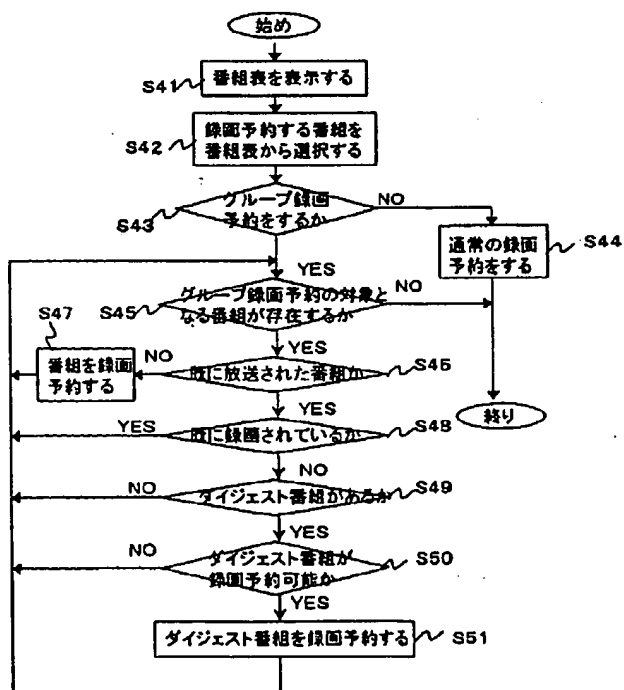 始め
S41
番組表を表示する
S42
録画予約する番組を
番組表から選択する
S43
グループ録画
予約をするか
NO
通常の録画
予約をする
S44
YES
S45
グループ録画予約の対象と
なる番組が存在するか
NO
S47
番組を録画
予約する
YES
NO
既に放送された番組か
S46
終り
YES
YES
既に録画されているか
S48
NO
NO
ダイジェスト番組があるか
S49
YES
NO
ダイジェスト番組が
録画予約可能か
S50
YES
ダイジェスト番組を録画予約する
S51